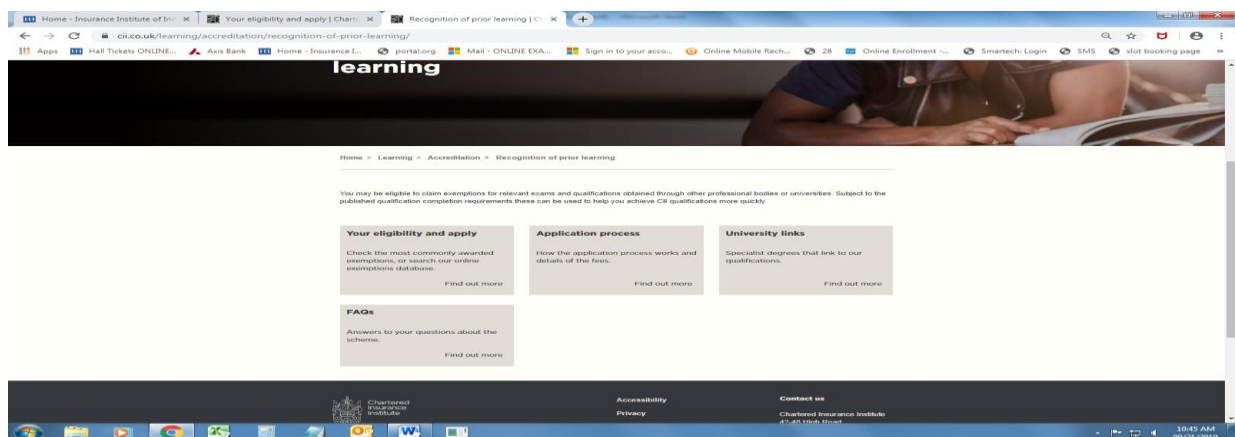 Home - Insurance Institute of In
Your eligibility and apply | Charte
Recognition of prior learning | C
cii.co.uk/learning/accreditation/recognition-of-prior-learning/
Apps
Hall Tickets ONLINE...
Axis Bank
Home - Insurance I...
portal.org
Mail - ONLINE EXA...
Sign in to your acco...
Online Mobile Rech...
28
Online Enrollment -...
Smartech: Login
SMS
slot booking page
learning
Home > Learning > Accreditation > Recognition of prior learning
You may be eligible to claim exemptions for relevant exams and qualifications obtained through other professional bodies or universities. Subject to the
published qualification completion requirements these can be used to help you achieve CII qualifications more quickly
Your eligibility and apply
Check the most commonly awarded
exemptions, or search our online
exemptions database.
Find out more
Application process
How the application process works and
details of the fees.
Find out more
University links
Specialist degrees that link to our
qualifications.
Find out more
FAQs
Answers to your questions about the
scheme.
Find out more
Chartered
Insurance
Institute
Accessibility
Privacy
Contact us
Chartered Insurance Institute
42-48 High Road
10:45 AM
09/21/2019